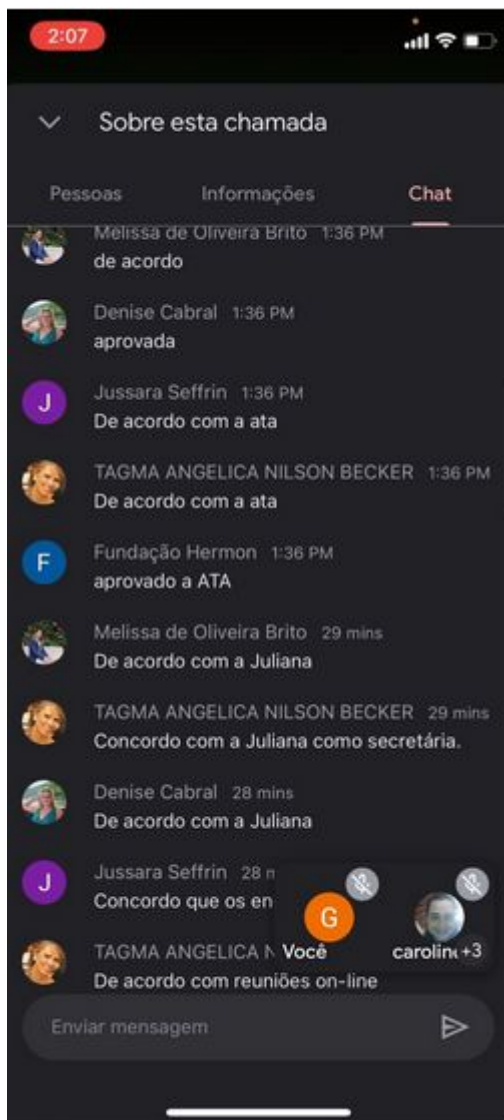 2:07
Sobre esta chamada
Pessoas Informações Chat
Melissa de Oliveira Brito 1:36 PM
de acordo
Denise Cabral 1:36 PM
aprovada
J
Jussara Seffrin 1:36 PM
De acordo com a ata
TAGMA ANGELICA NILSON BECKER 1:36 PM
De acordo com a ata
F
Fundação Hermon 1:36 PM
aprovado a ATA
Melissa de Oliveira Brito 29 mins
De acordo com a Juliana
TAGMA ANGELICA NILSON BECKER 29 mins
Concordo com a Juliana como secretária.
Denise Cabral 28 mins
De acordo com a Juliana
J
Jussara Seffrin 28
Concordo que os en
G
Você
+3
TAGMA ANGELICA
De acordo com reuniões on-line
Enviar mensagem